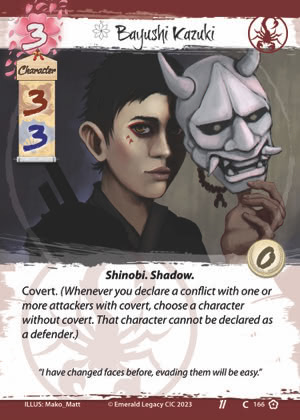 3
Bayushi Kazuki
Character
3
3
0
Shinobi. Shadow.
Covert. (Whenever you declare a conflict with one or
more attackers with covert, choose a character
without covert. That character cannot be declared as
a defender.)
"I have changed faces before, evading them will be easy."
ILLUS: Mako_Matt © Emerald Legacy CIC 2023 C 166